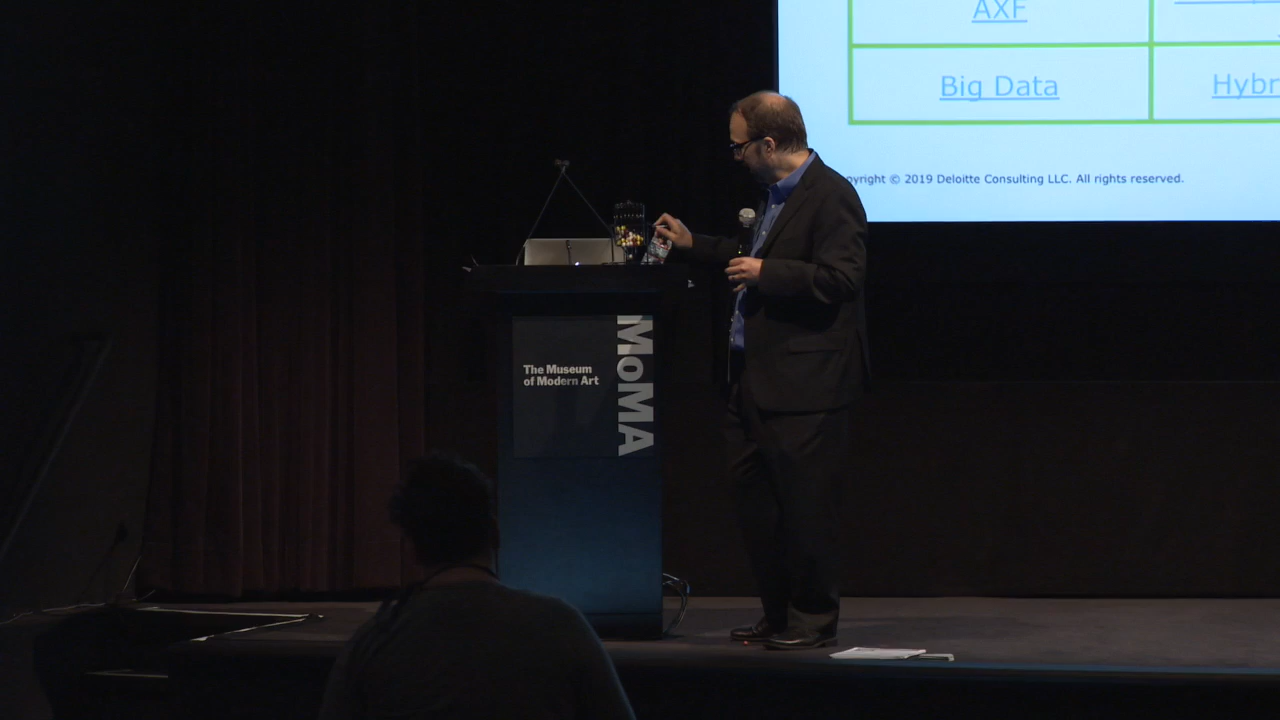 AXF
Big Data
Hybr
pyright © 2019 Deloitte Consulting LLC. All rights reserved.
The Museum
of Modern Art
MoMA